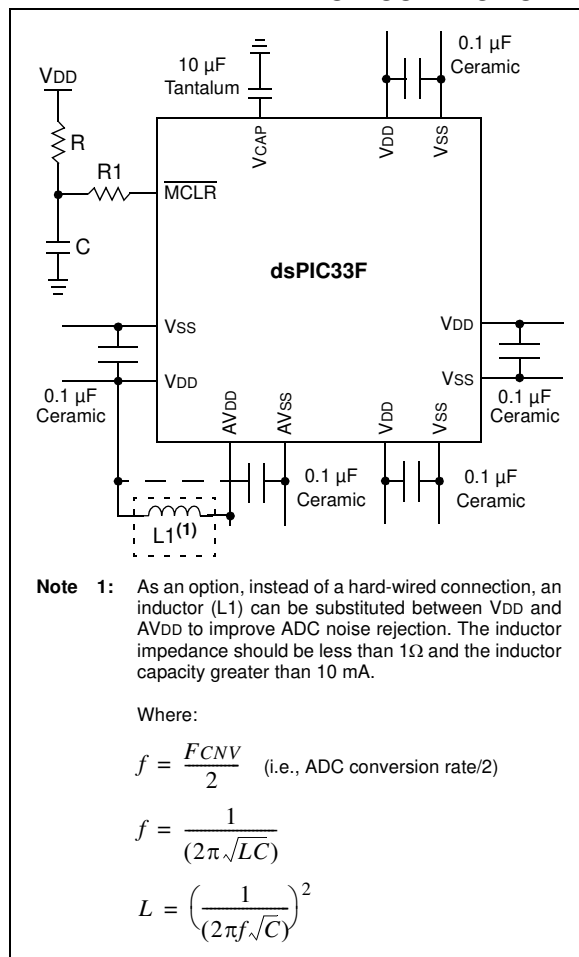 VDD
R
R1
C
10 µF
Tantalum
0.1 µF
Ceramic
VCAP
VDD
VSS
MCLR
dsPIC33F
VSS
VDD
0.1 µF
Ceramic
VDD
VSS
0.1 µF
Ceramic
AVDD
AVSS
VDD
VSS
0.1 µF
Ceramic
0.1 µF
Ceramic
L1(1)
Note 1: As an option, instead of a hard-wired connection, an
inductor (L1) can be substituted between VDD and
AVDD to improve ADC noise rejection. The inductor
impedance should be less than 1Ω and the inductor
capacity greater than 10 mA.
Where:
f = FCNV / 2 (i.e., ADC conversion rate/2)
f = 1 / (2π√LC)
L = (1 / (2πf√C))²